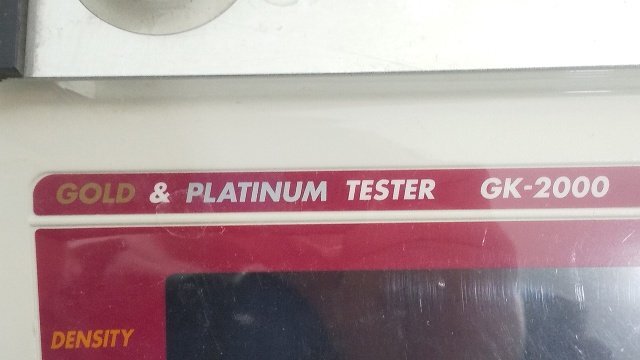 GOLD & PLATINUM TESTER GK-2000
DENSITY